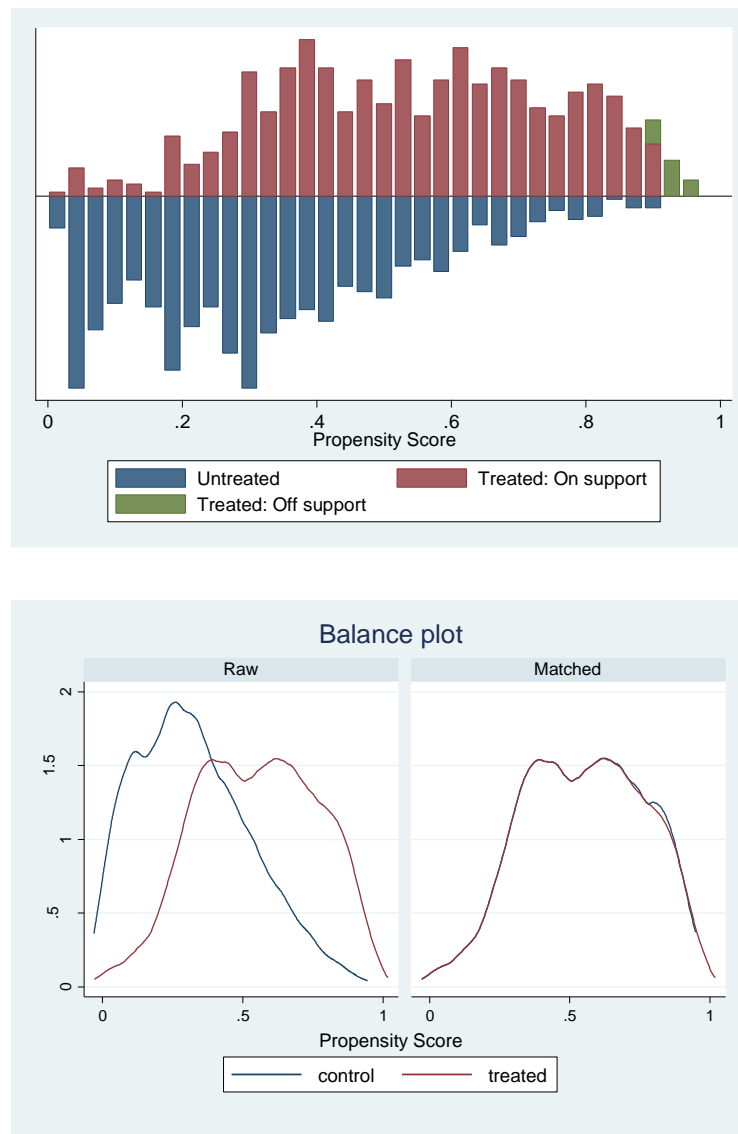 0 .2 .4 .6 .8 1
Propensity Score
Untreated Treated: On support
Treated: Off support
Balance plot
Raw Matched
2
1.5
1
.5
0
0 .5 1 0 .5 1
Propensity Score
control treated